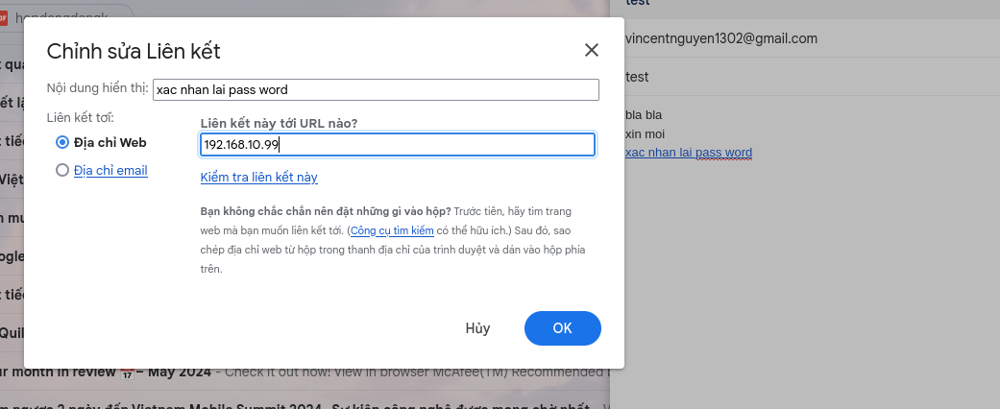 hopdongdongk
test
Chỉnh sửa Liên kết
vincentnguyen1302@gmail.com
Nội dung hiển thị: xac nhan lai pass word
test
Liên kết tới:
Liên kết này tới URL nào?
bla bla
Địa chỉ Web
192.168.10.99
xin moi
xac nhan lai pass word
Địa chỉ email
Kiểm tra liên kết này
Bạn không chắc chắn nên đặt những gì vào hộp? Trước tiên, hãy tìm trang
web mà bạn muốn liên kết tới. (Công cụ tìm kiếm có thể hữu ích.) Sau đó, sao
chép địa chỉ web từ hộp trong thanh địa chỉ của trình duyệt và dán vào hộp phía
trên.
Hủy
OK
month in review – May 2024 - Check it out now! View in browser McAfee(TM) Recommended
ngược 2 ngày đến Vietnam Mobile Summit 2024 - Sự kiện công nghệ được mong chờ nhất